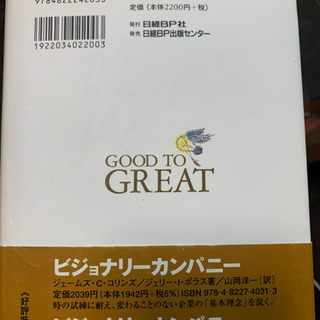 9784822242633
定価（本体2200円＋税）
1922034022003
発行 日経BP社
発売 日経BP出版センター
GOOD TO
GREAT
ビジョナリーカンパニー
ジェームズ・C・コリンズ／ジェリー・I・ポラス著／山岡洋一［訳］
定価2039円（本体1942円＋税5％）ISBN 978-4-8227-4031-3
時の試練に耐え、変わることのない企業の「基本理念」を説く。
《好評既